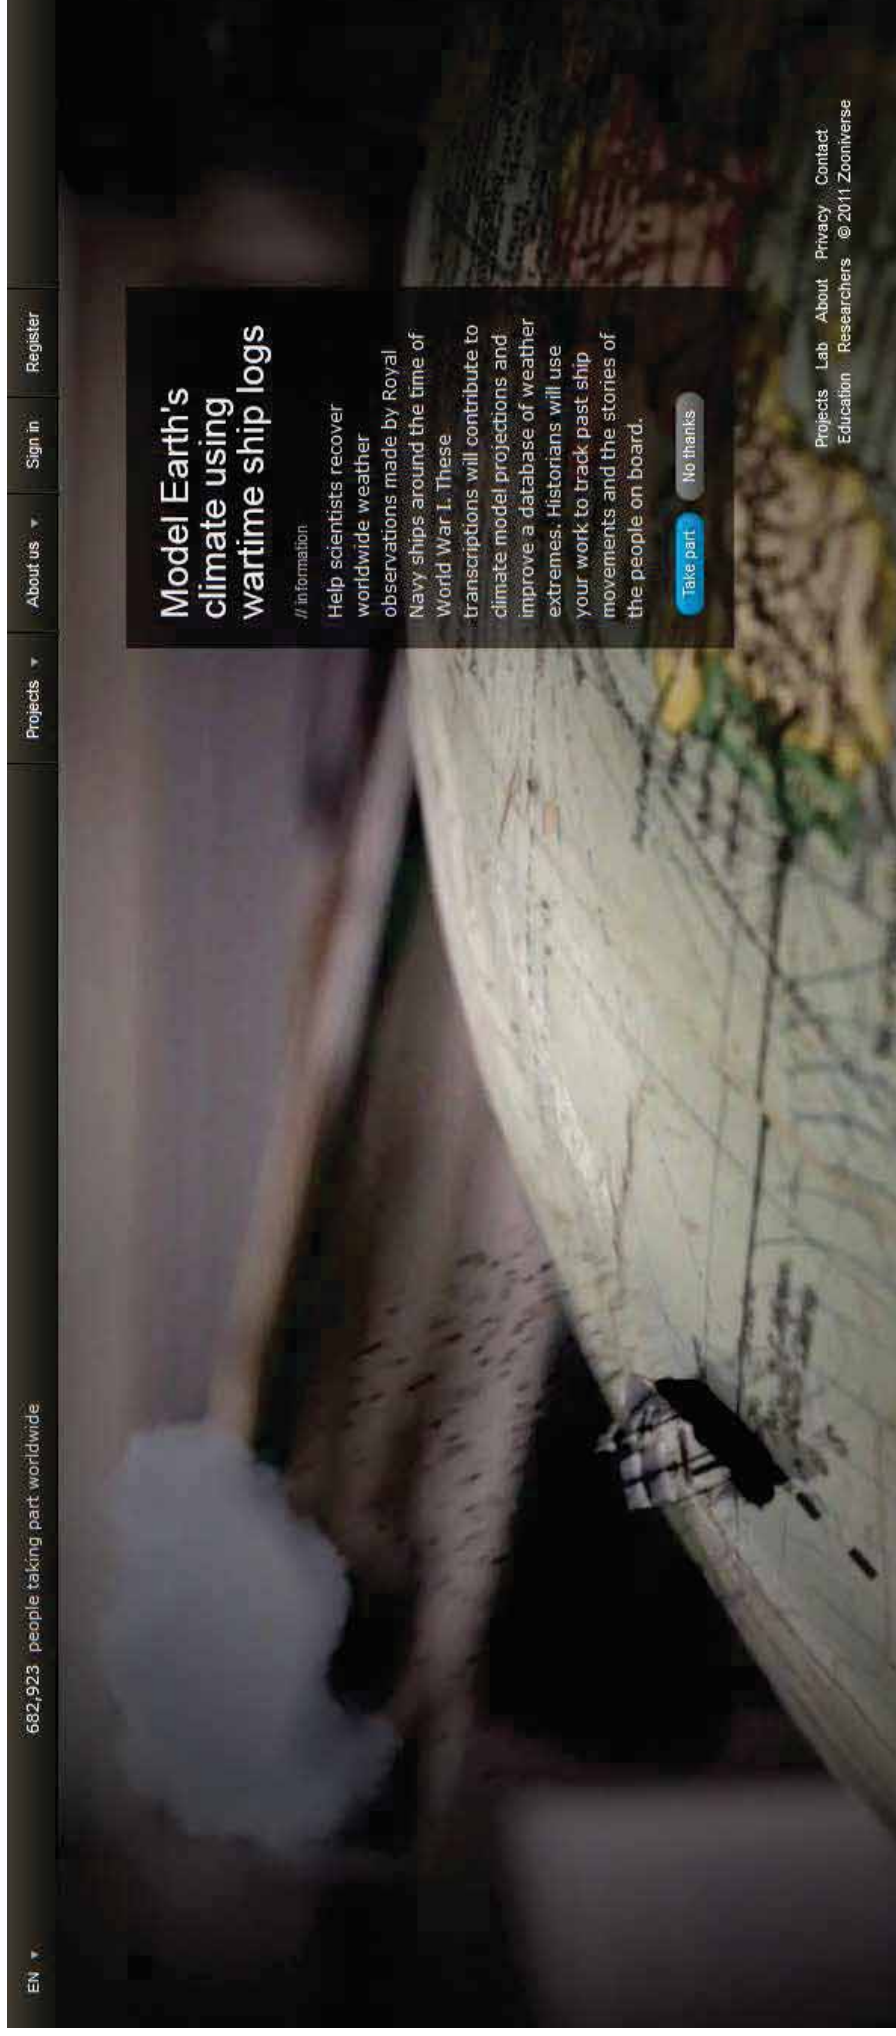 EN
682,923 people taking part worldwide
Projects
About us
Sign in
Register
Model Earth's
climate using
wartime ship logs
// information
Help scientists recover
worldwide weather
observations made by Royal
Navy ships around the time of
World War I. These
transcriptions will contribute to
climate model projections and
improve a database of weather
extremes. Historians will use
your work to track past ship
movements and the stories of
the people on board.
Take part
No thanks
Projects Lab About Privacy Contact
Education Researchers © 2011 Zooniverse